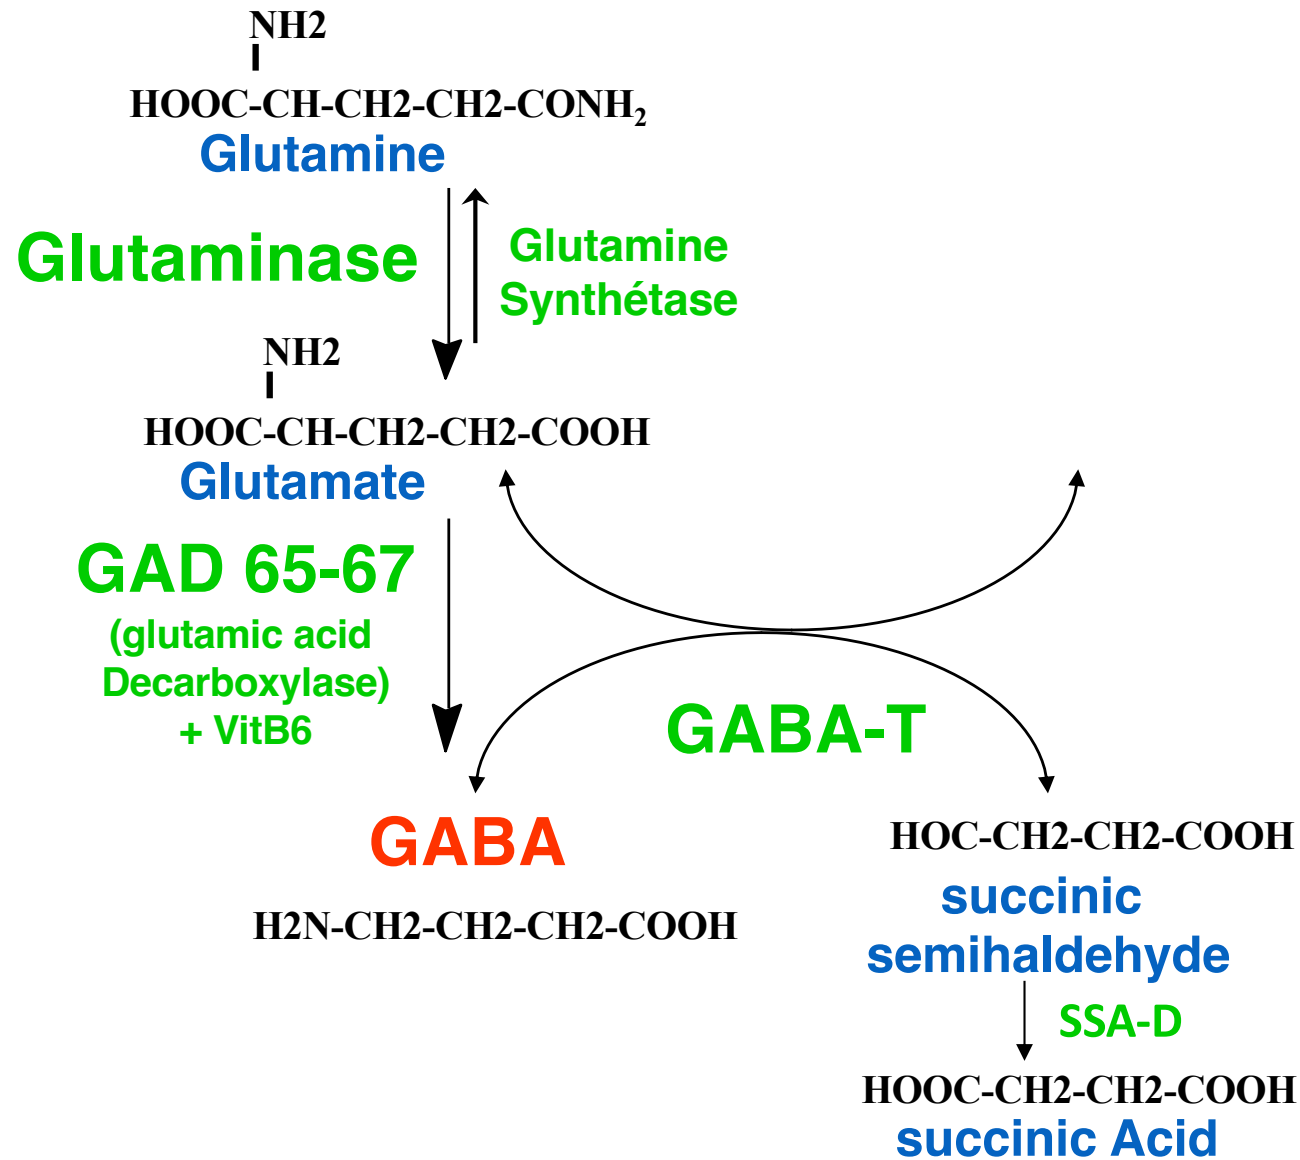 NH2
HOOC-CH-CH2-CH2-CONH₂
Glutamine
Glutaminase
Glutamine
Synthétase
NH2
HOOC-CH-CH2-CH2-COOH
Glutamate
GAD 65-67
(glutamic acid
Decarboxylase)
+ VitB6
GABA-T
GABA
H2N-CH2-CH2-CH2-COOH
HOC-CH2-CH2-COOH
succinic
semihaldehyde
SSA-D
HOOC-CH2-CH2-COOH
succinic Acid